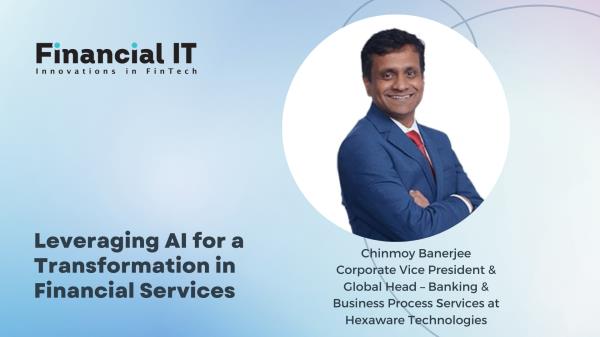 Financial IT
Innovations in FinTech
Leveraging AI for a
Transformation in
Financial Services
Chinmoy Banerjee
Corporate Vice President &
Global Head – Banking &
Business Process Services at
Hexaware Technologies